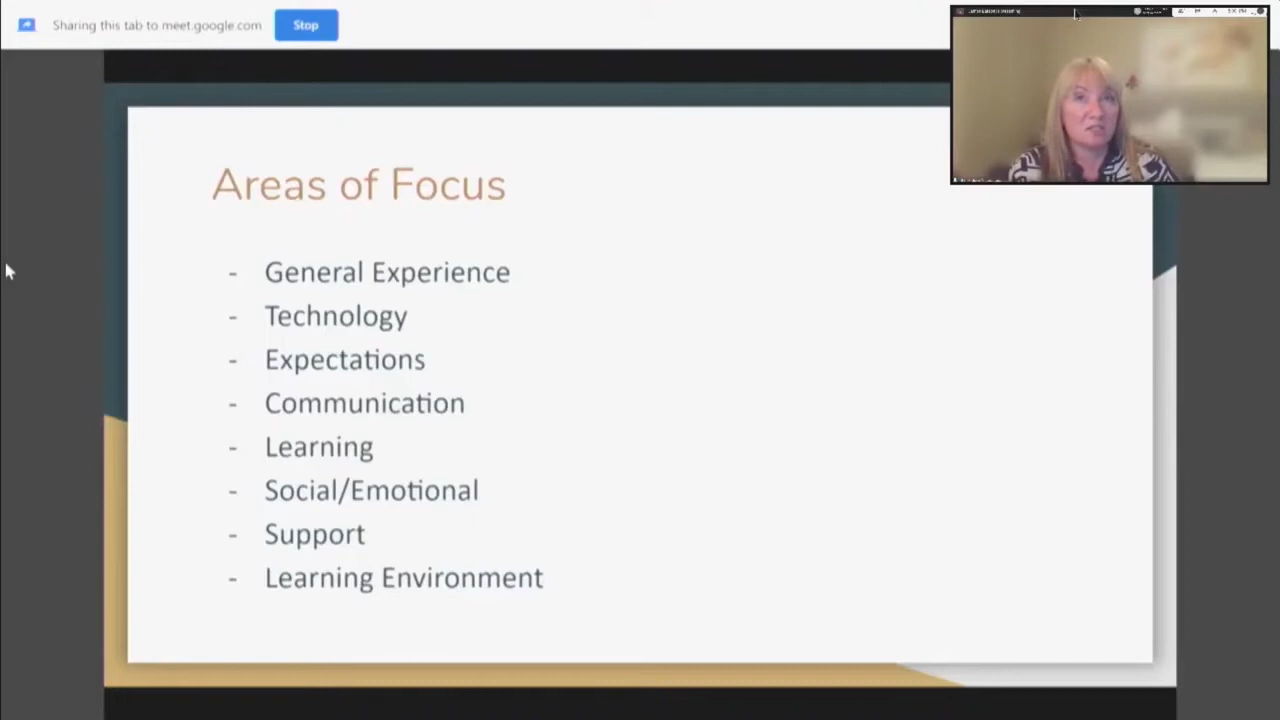 Sharing this tab to meet.google.com
Stop
Areas of Focus
- General Experience
- Technology
- Expectations
- Communication
- Learning
- Social/Emotional
- Support
- Learning Environment